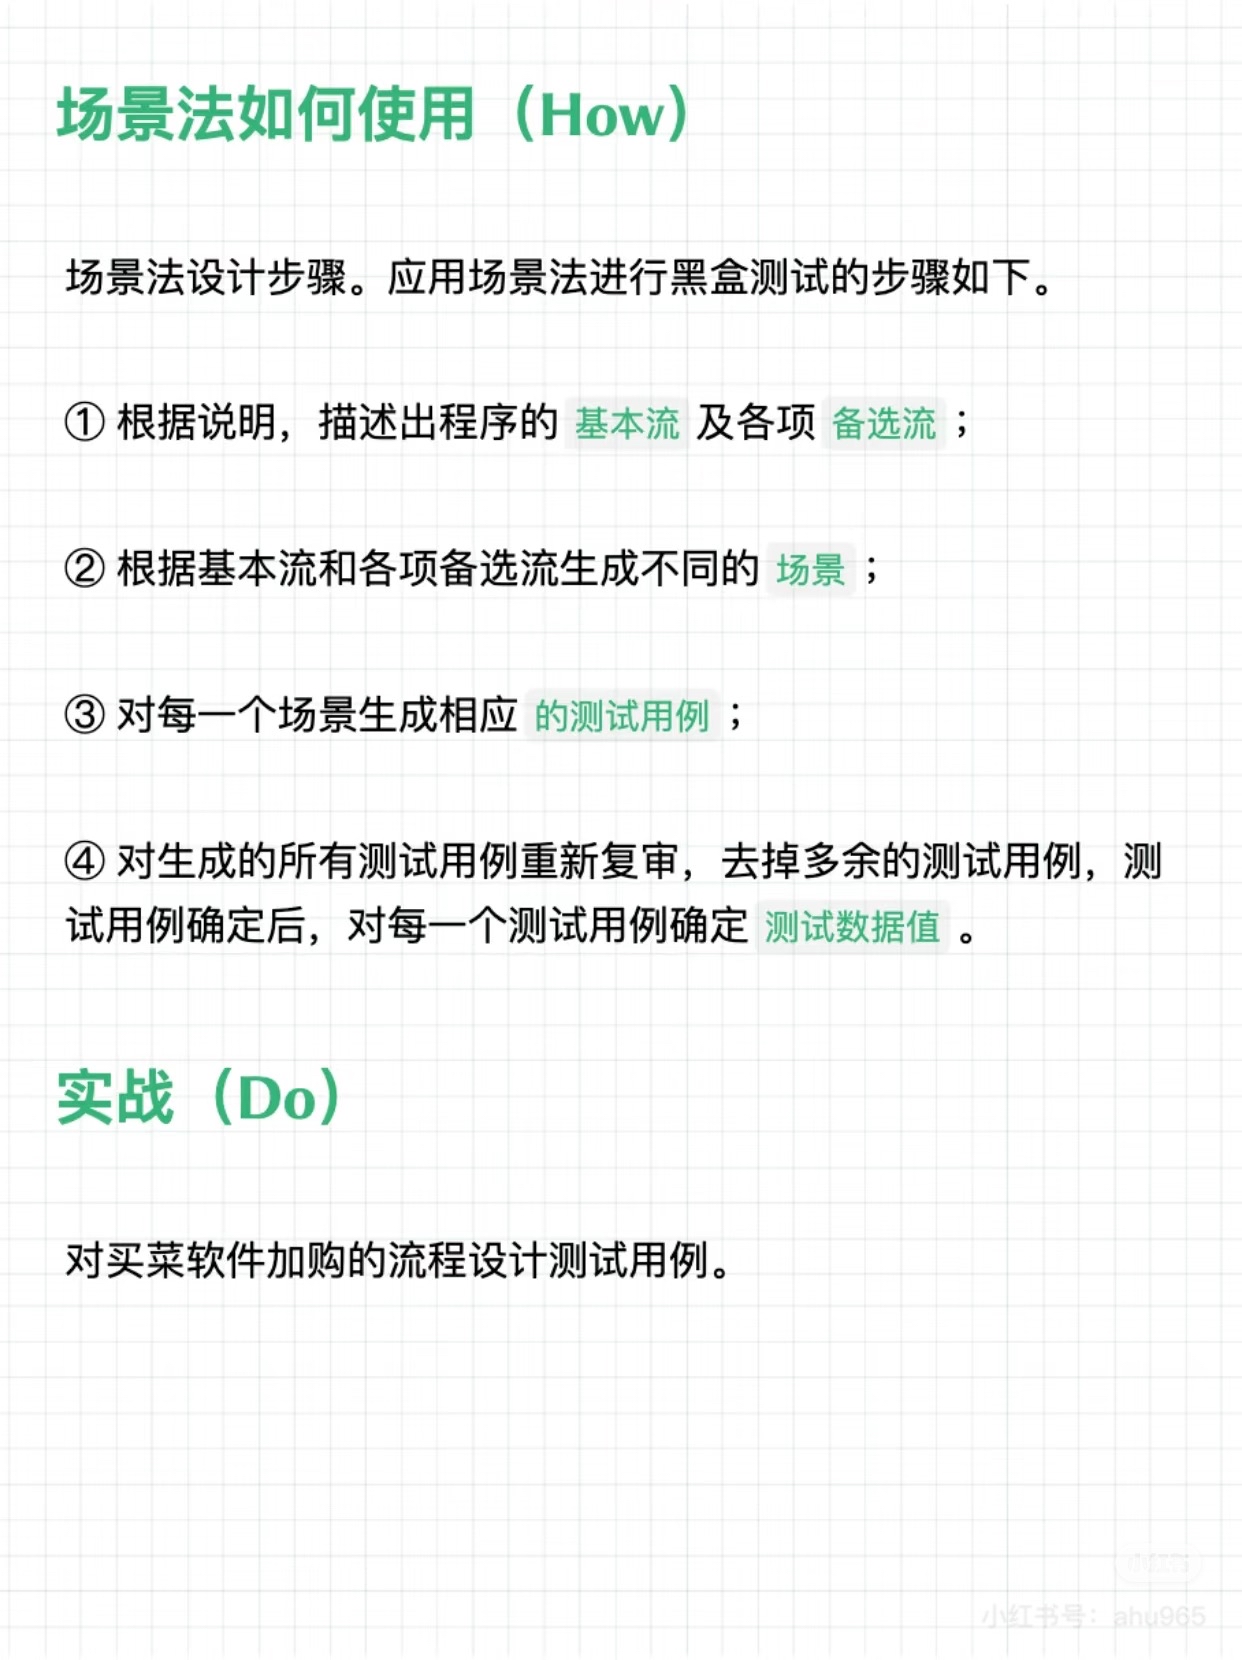 场景法如何使用（How）
场景法设计步骤。应用场景法进行黑盒测试的步骤如下。
① 根据说明，描述出程序的 基本流 及各项 备选流 ；
② 根据基本流和各项备选流生成不同的 场景 ；
③ 对每一个场景生成相应 的测试用例 ；
④ 对生成的所有测试用例重新复审，去掉多余的测试用例，测
试用例确定后，对每一个测试用例确定 测试数据值 。
实战（Do）
对买菜软件加购的流程设计测试用例。
小红书
小红书号：ahu965